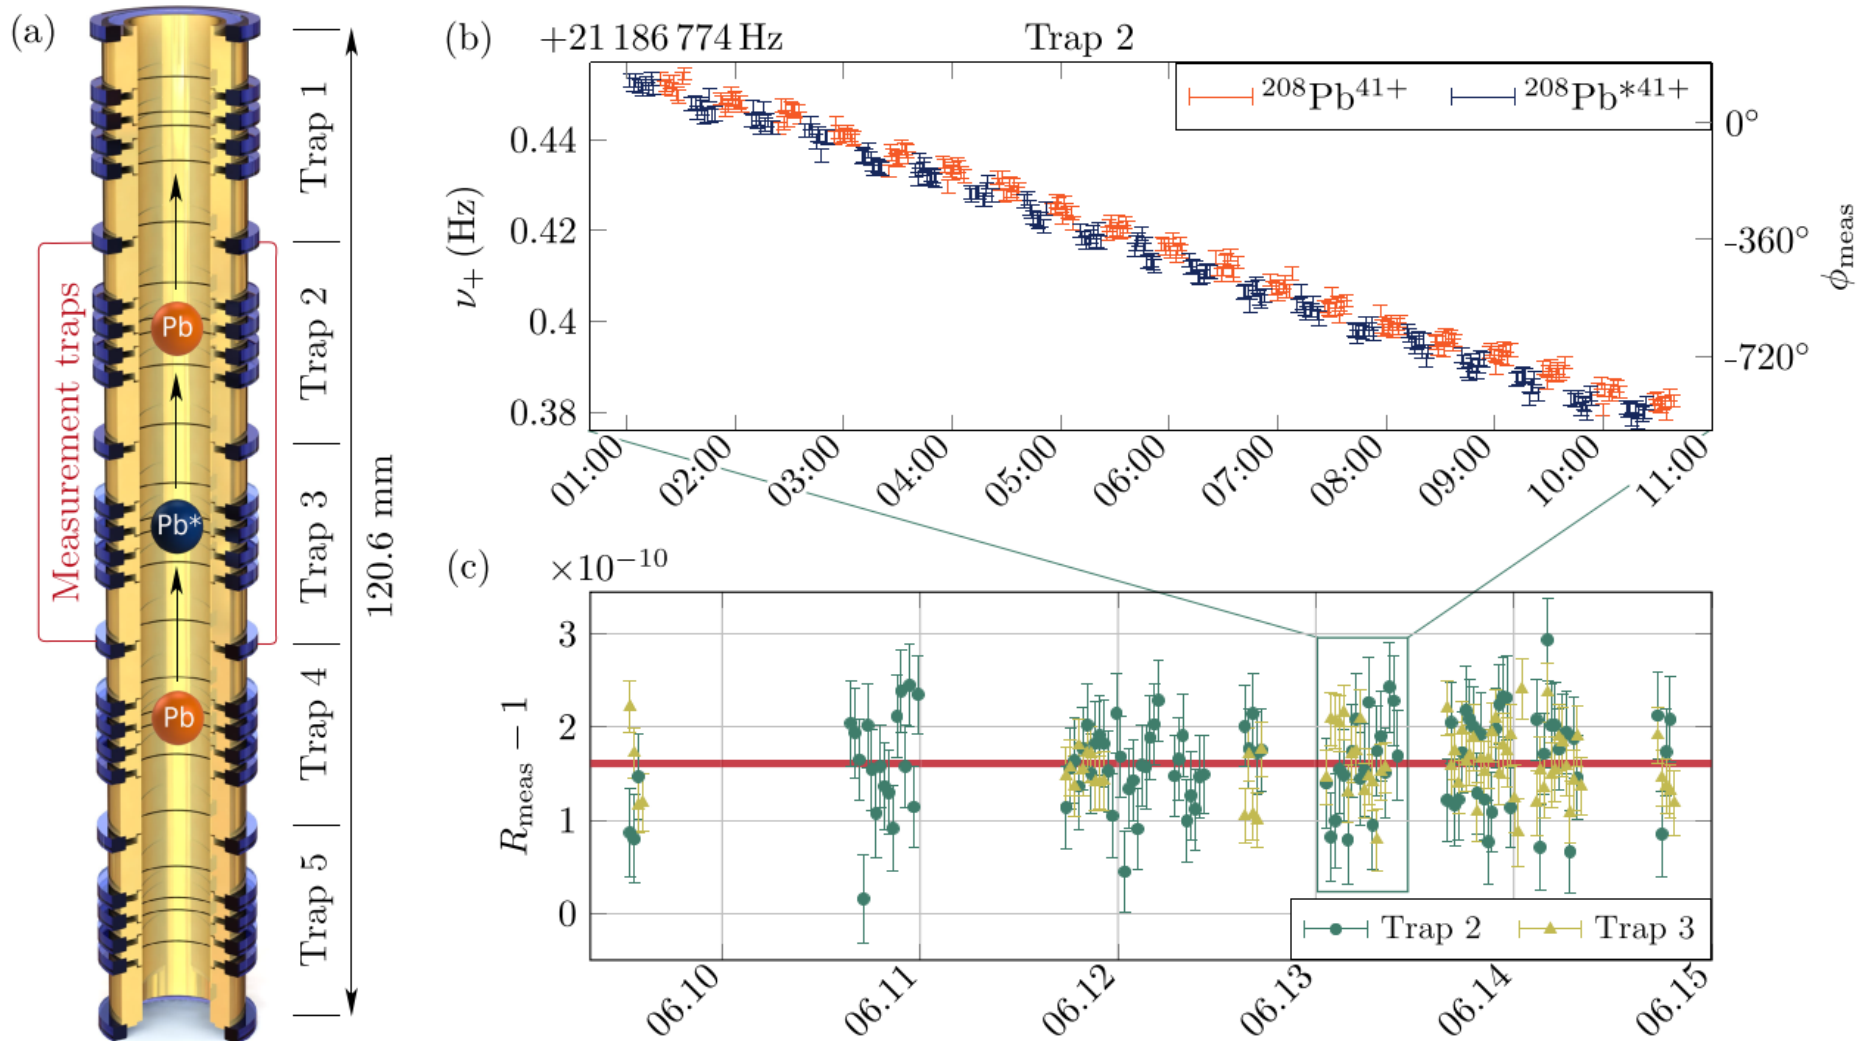 (a)
Trap 1
Trap 2
Trap 3
Trap 4
Trap 5
Measurement traps
Pb
Pb*
Pb
120.6 mm
(b)
+21 186 774 Hz
Trap 2
²⁰⁸Pb⁴¹⁺
²⁰⁸Pb*⁴¹⁺
ν₊ (Hz)
0.44
0.42
0.4
0.38
0°
−360°
−720°
ϕ_meas
01:00
02:00
03:00
04:00
05:00
06:00
07:00
08:00
09:00
10:00
11:00
(c)
×10⁻¹⁰
R_meas − 1
3
2
1
0
Trap 2
Trap 3
06.10
06.11
06.12
06.13
06.14
06.15